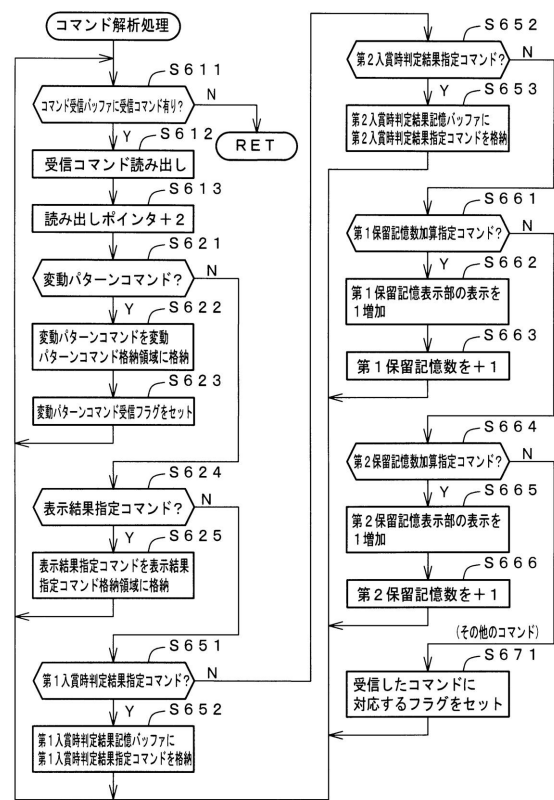 コマンド解析処理
S611
コマンド受信バッファに受信コマンド有り?
N
Y
RET
S612
受信コマンド読み出し
S613
読み出しポインタ+2
S621
変動パターンコマンド?
N
Y
S622
変動パターンコマンドを変動
パターンコマンド格納領域に格納
S623
変動パターンコマンド受信フラグをセット
S624
表示結果指定コマンド?
N
Y
S625
表示結果指定コマンドを表示結果
指定コマンド格納領域に格納
S651
第1入賞時判定結果指定コマンド?
N
Y
S652
第1入賞時判定結果記憶バッファに
第1入賞時判定結果指定コマンドを格納
S652
第2入賞時判定結果指定コマンド?
N
Y
S653
第2入賞時判定結果記憶バッファに
第2入賞時判定結果指定コマンドを格納
S661
第1保留記憶数加算指定コマンド?
N
Y
S662
第1保留記憶表示部の表示を
1増加
S663
第1保留記憶数を+1
S664
第2保留記憶数加算指定コマンド?
N
Y
S665
第2保留記憶表示部の表示を
1増加
S666
第2保留記憶数を+1
(その他のコマンド)
S671
受信したコマンドに
対応するフラグをセット